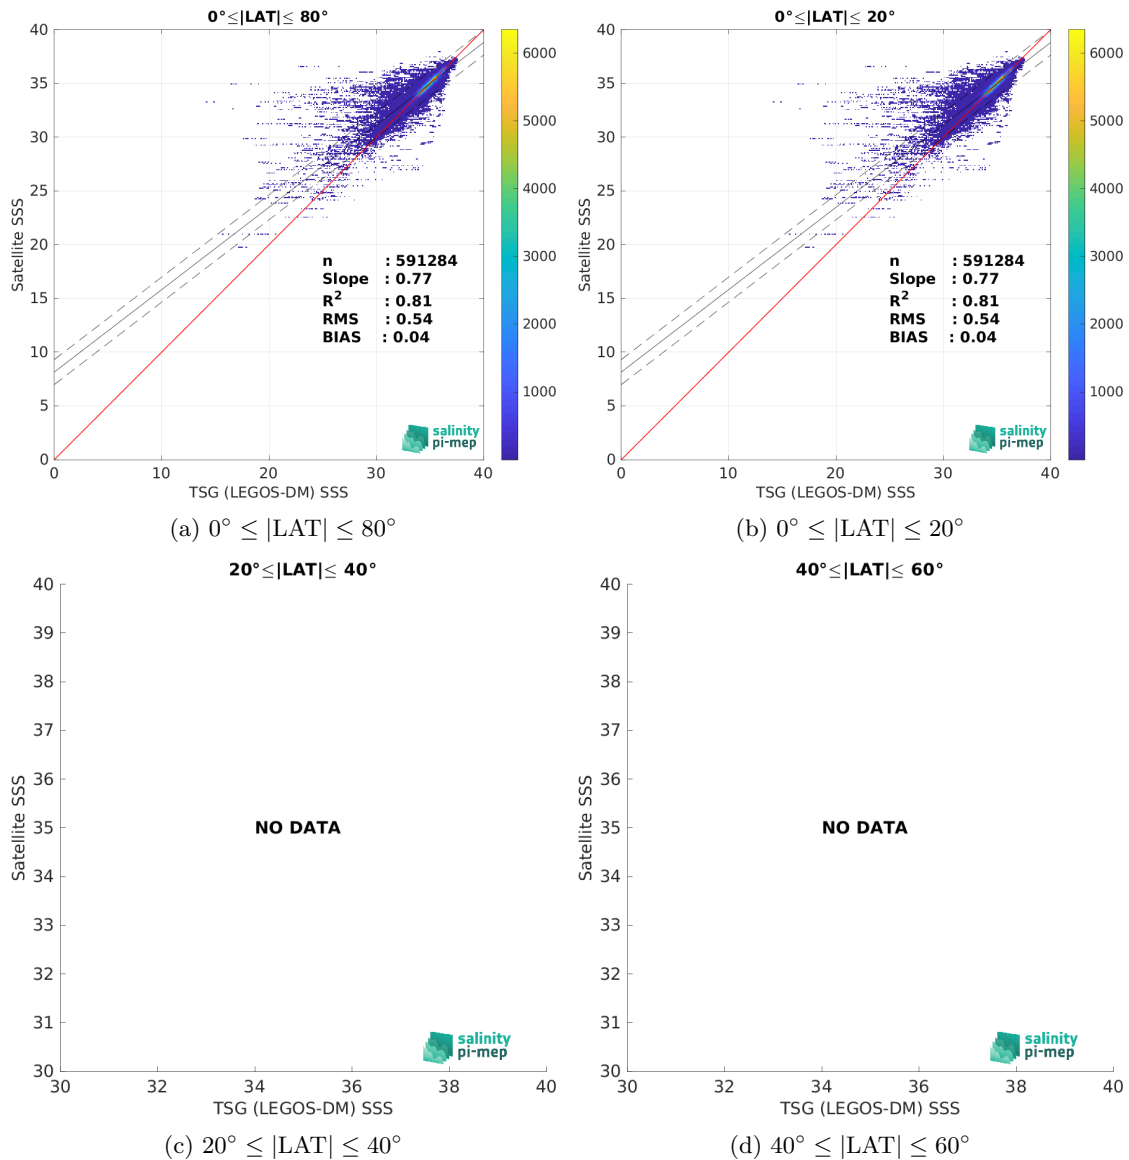 0°≤|LAT|≤ 80°
40
35
30
25
20
15
10
5
0
Satellite SSS
0
10
20
30
40
TSG (LEGOS-DM) SSS
6000
5000
4000
3000
2000
1000
n : 591284
Slope : 0.77
R² : 0.81
RMS : 0.54
BIAS : 0.04
salinity
pi-mep
(a) 0° ≤ |LAT| ≤ 80°
0°≤|LAT|≤ 20°
40
35
30
25
20
15
10
5
0
Satellite SSS
0
10
20
30
40
TSG (LEGOS-DM) SSS
6000
5000
4000
3000
2000
1000
n : 591284
Slope : 0.77
R² : 0.81
RMS : 0.54
BIAS : 0.04
salinity
pi-mep
(b) 0° ≤ |LAT| ≤ 20°
20°≤|LAT|≤ 40°
40
39
38
37
36
35
34
33
32
31
30
Satellite SSS
NO DATA
salinity
pi-mep
30
32
34
36
38
40
TSG (LEGOS-DM) SSS
(c) 20° ≤ |LAT| ≤ 40°
40°≤|LAT|≤ 60°
40
39
38
37
36
35
34
33
32
31
30
Satellite SSS
NO DATA
salinity
pi-mep
30
32
34
36
38
40
TSG (LEGOS-DM) SSS
(d) 40° ≤ |LAT| ≤ 60°